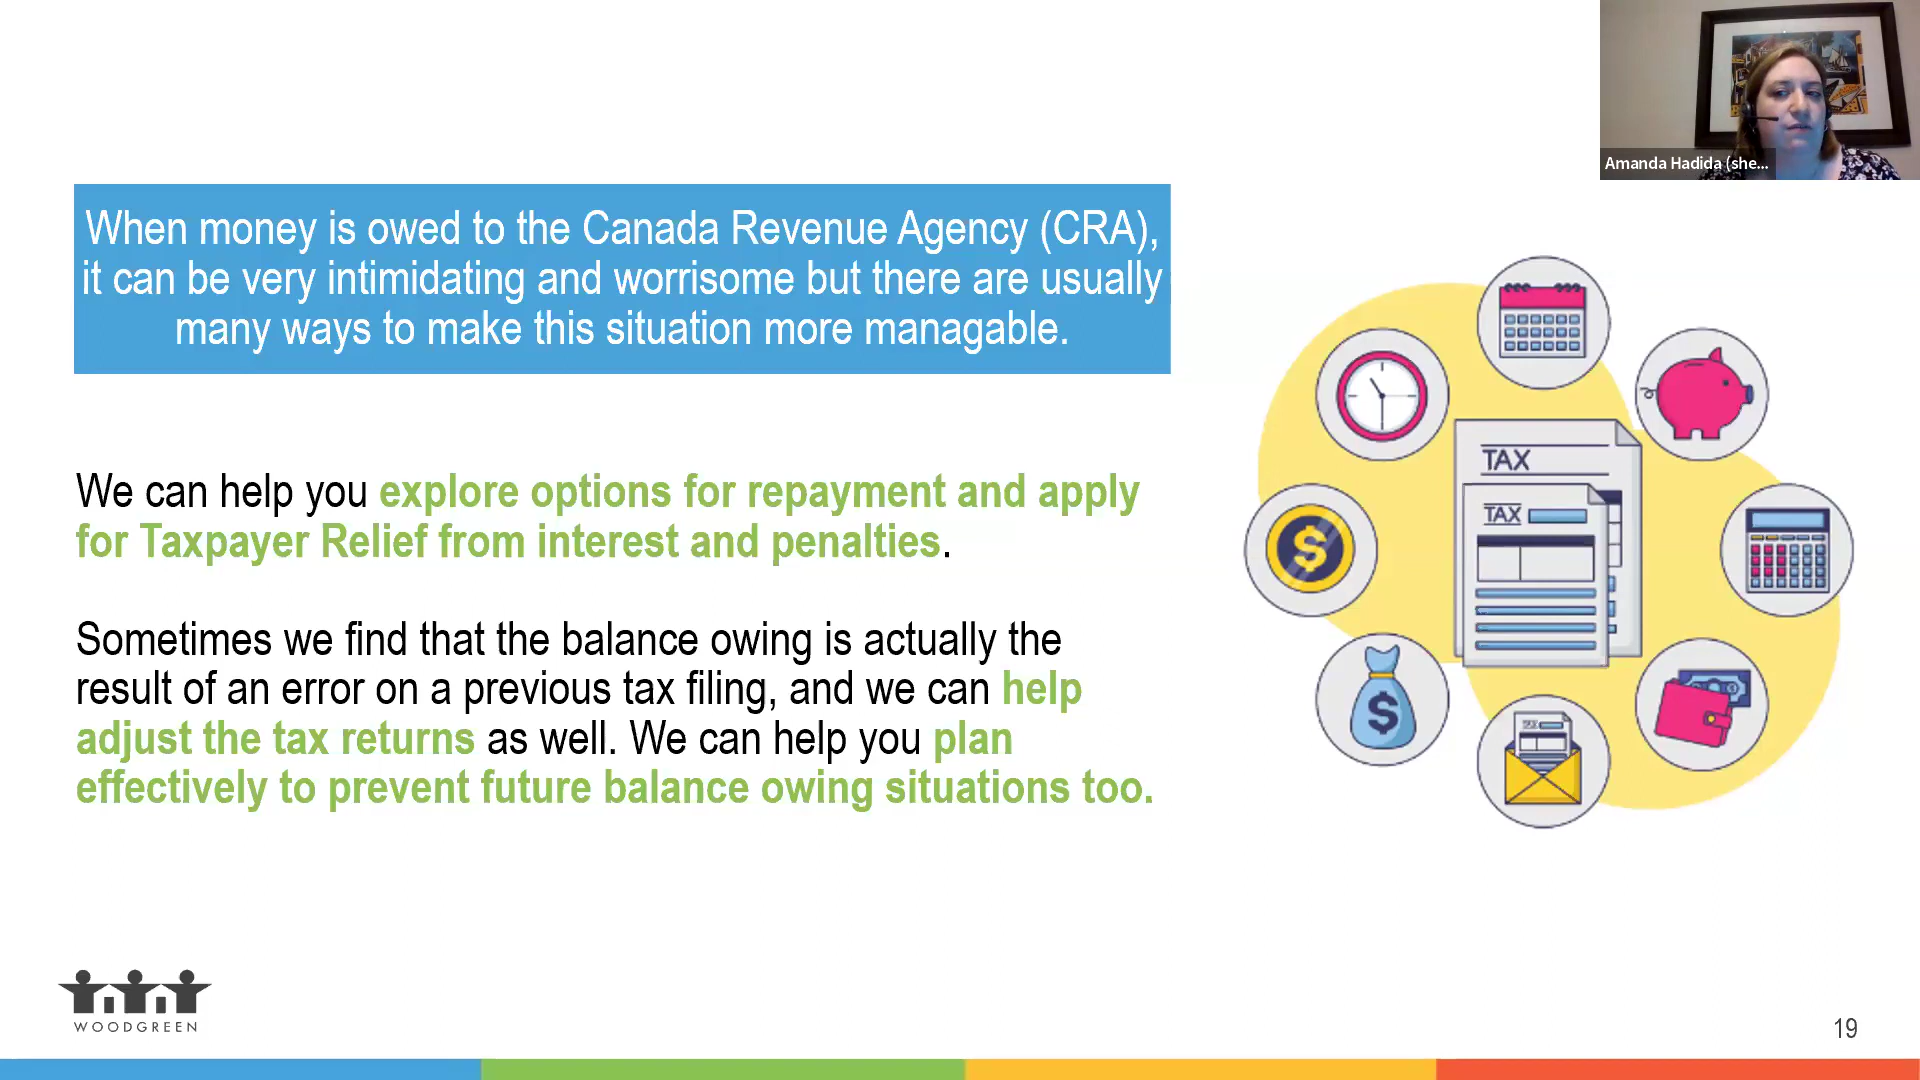 Amanda Hadida (she...
When money is owed to the Canada Revenue Agency (CRA),
it can be very intimidating and worrisome but there are usually
many ways to make this situation more managable.
We can help you explore options for repayment and apply
for Taxpayer Relief from interest and penalties.
Sometimes we find that the balance owing is actually the
result of an error on a previous tax filing, and we can help
adjust the tax returns as well. We can help you plan
effectively to prevent future balance owing situations too.
TAX
TAX
$
$
TAX
WOODGREEN
19